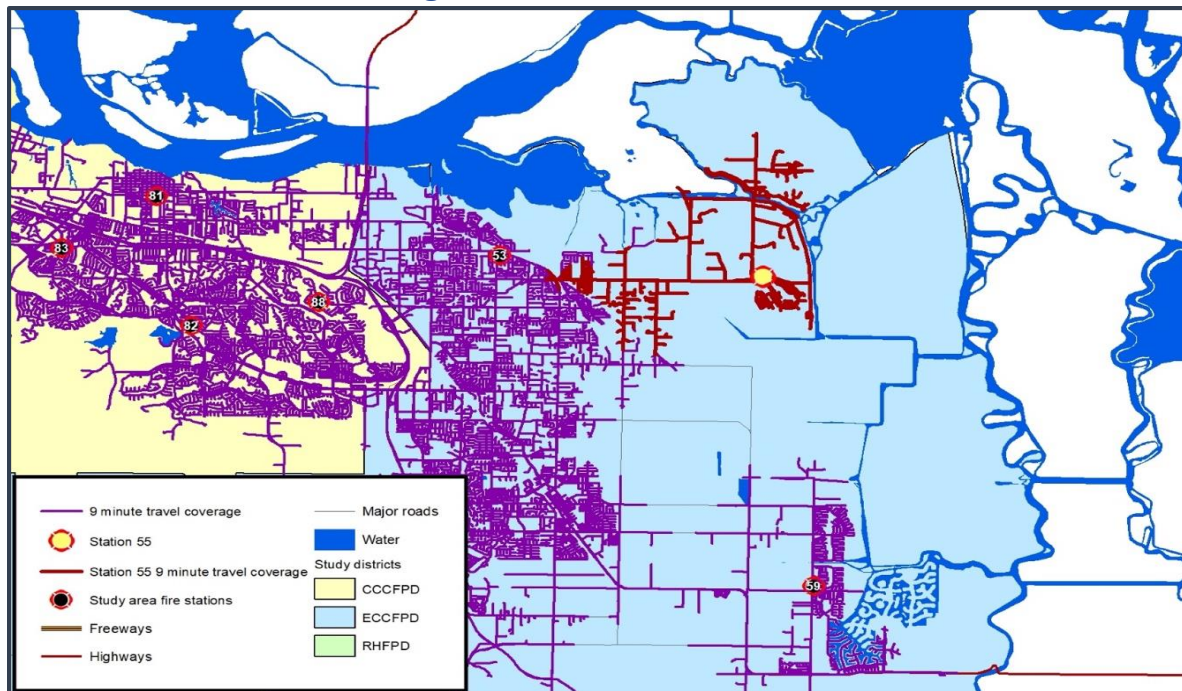 81
83
53
88
82
59
9 minute travel coverage
Station 55
Station 55 9 minute travel coverage
Study area fire stations
Freeways
Highways
Major roads
Water
Study districts
CCCFPD
ECCFPD
RHFPD